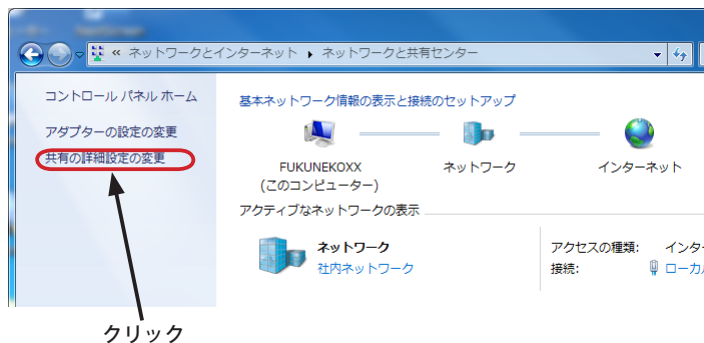 « ネットワークとインターネット ▸ ネットワークと共有センター
コントロール パネル ホーム
アダプターの設定の変更
共有の詳細設定の変更
基本ネットワーク情報の表示と接続のセットアップ
FUKUNEKOXX
(このコンピューター)
ネットワーク
インターネット
アクティブなネットワークの表示
ネットワーク
社内ネットワーク
アクセスの種類: インター
接続: ローカル
クリック